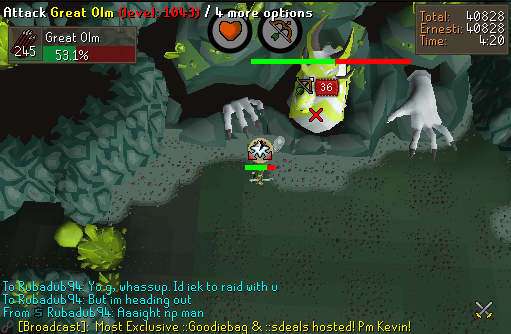 Attack Great Olm (level: 1043) / 4 more options
Great Olm
245
53.1%
Total: 40828
Ernesti: 40828
Time: 4:20
36
To Rubadub94: Yo g, whassup. Id iek to raid with u
To Rubadub94: But im heading out
From S Rubadub94: Aaaight np man
[Broadcast]: Most Exclusive ::Goodiebag & ::sdeals hosted! Pm Kevin!